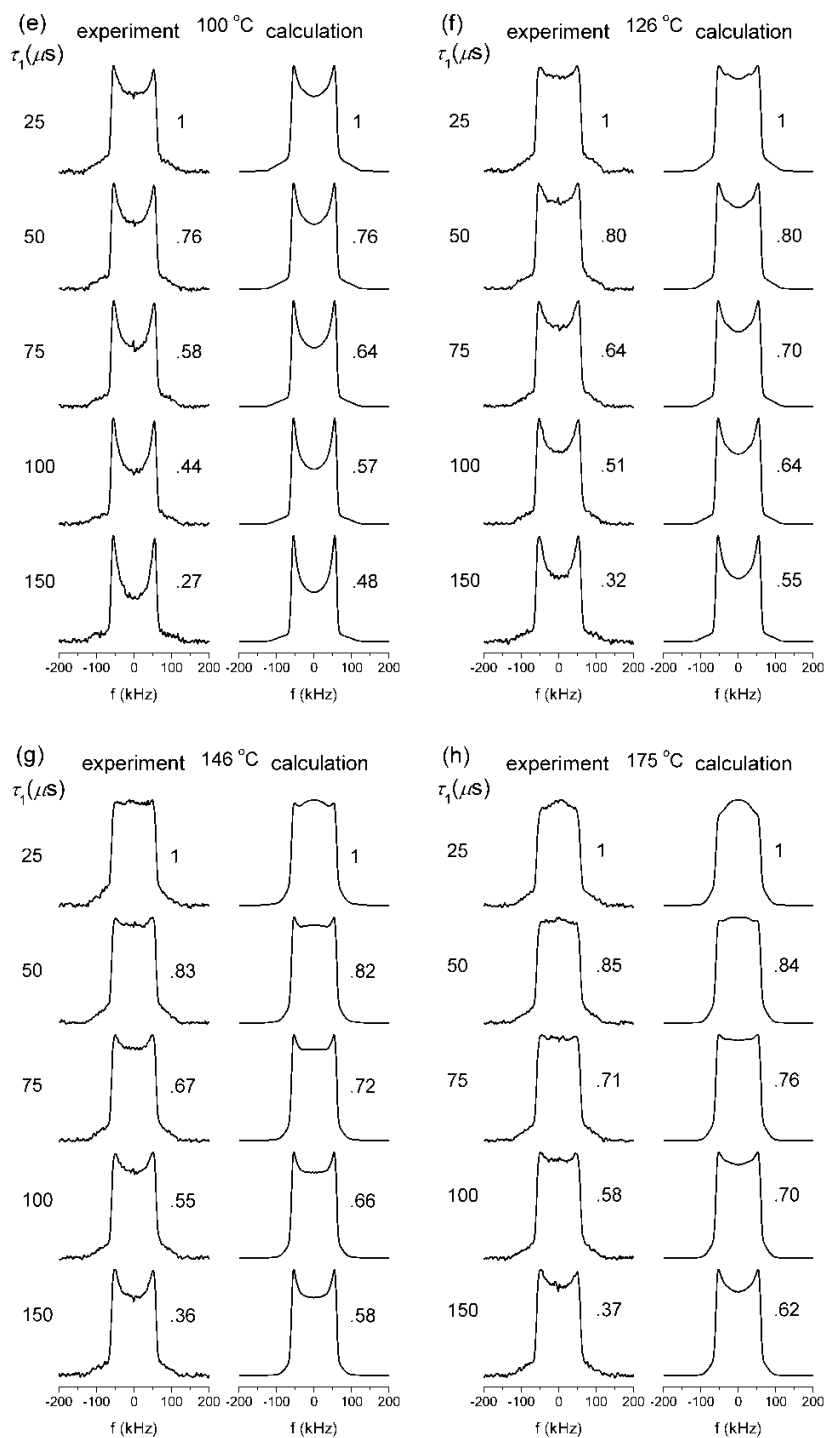 (e) experiment 100 °C calculation
τ1(μs)
25 1 1
50 .76 .76
75 .58 .64
100 .44 .57
150 .27 .48
-200 -100 0 100 200 -200 -100 0 100 200
f (kHz) f (kHz)
(f) experiment 126 °C calculation
τ1(μs)
25 1 1
50 .80 .80
75 .64 .70
100 .51 .64
150 .32 .55
-200 -100 0 100 200 -200 -100 0 100 200
f (kHz) f (kHz)
(g) experiment 146 °C calculation
τ1(μs)
25 1 1
50 .83 .82
75 .67 .72
100 .55 .66
150 .36 .58
-200 -100 0 100 200 -200 -100 0 100 200
f (kHz) f (kHz)
(h) experiment 175 °C calculation
τ1(μs)
25 1 1
50 .85 .84
75 .71 .76
100 .58 .70
150 .37 .62
-200 -100 0 100 200 -200 -100 0 100 200
f (kHz) f (kHz)